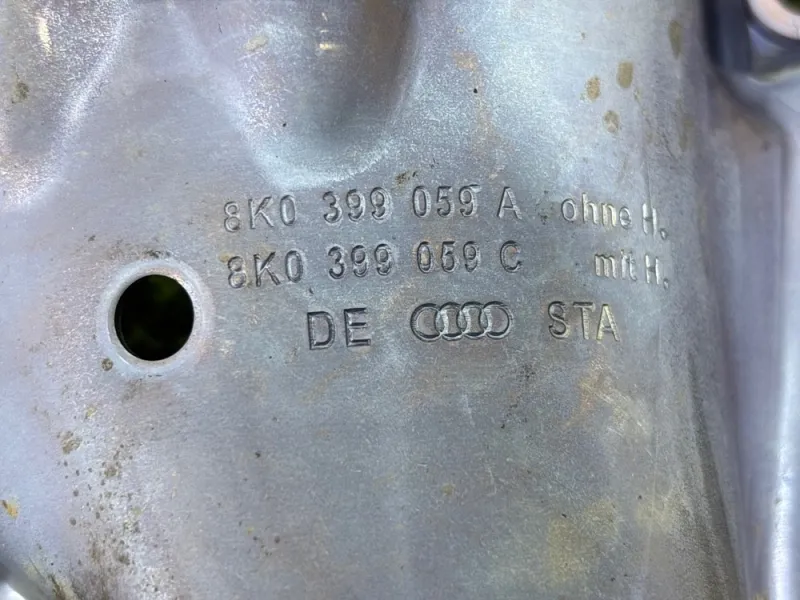 8K0 399 059 A ohne H.
8K0 399 059 C mit H.
DE STA